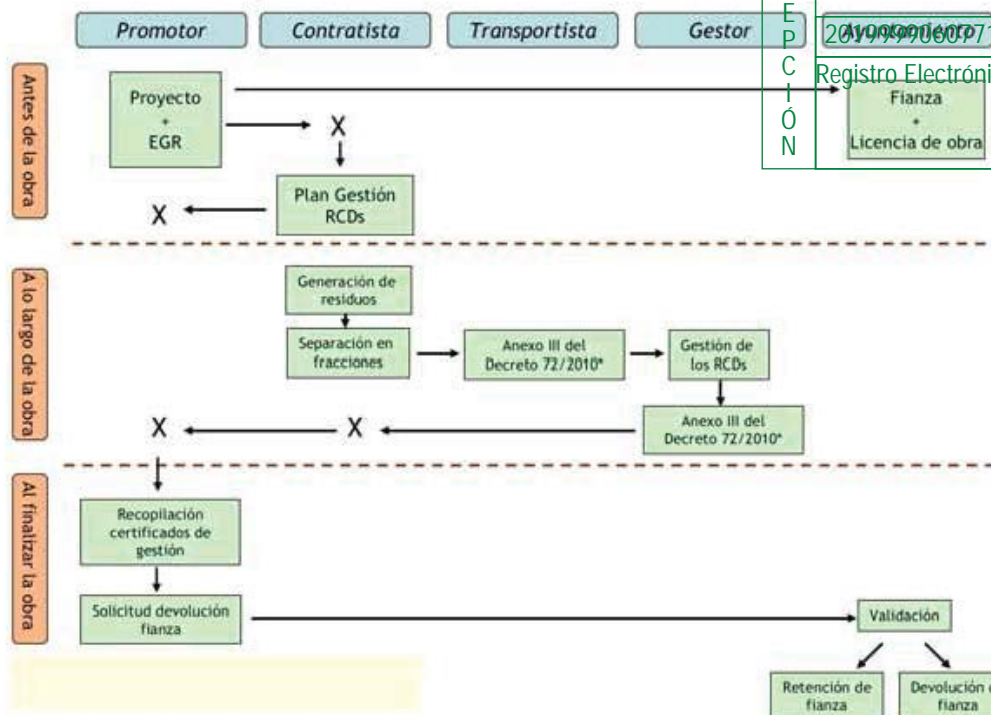 Promotor
Contratista
Transportista
Gestor
E
P
C
I
Ó
N
Registro Electróni
Antes de la obra
Proyecto
+
EGR
X
Fianza
+
Licencia de obra
Plan Gestión
RCDs
X
A lo largo de la obra
Generación de
residuos
Separación en
fracciones
Anexo III del
Decreto 72/2010*
Gestión de
los RCDs
Anexo III del
Decreto 72/2010*
X
X
Al finalizar la obra
Recopilación
certificados de
gestión
Solicitud devolución
fianza
Validación
Retención de
fianza
Devolución d
fianza